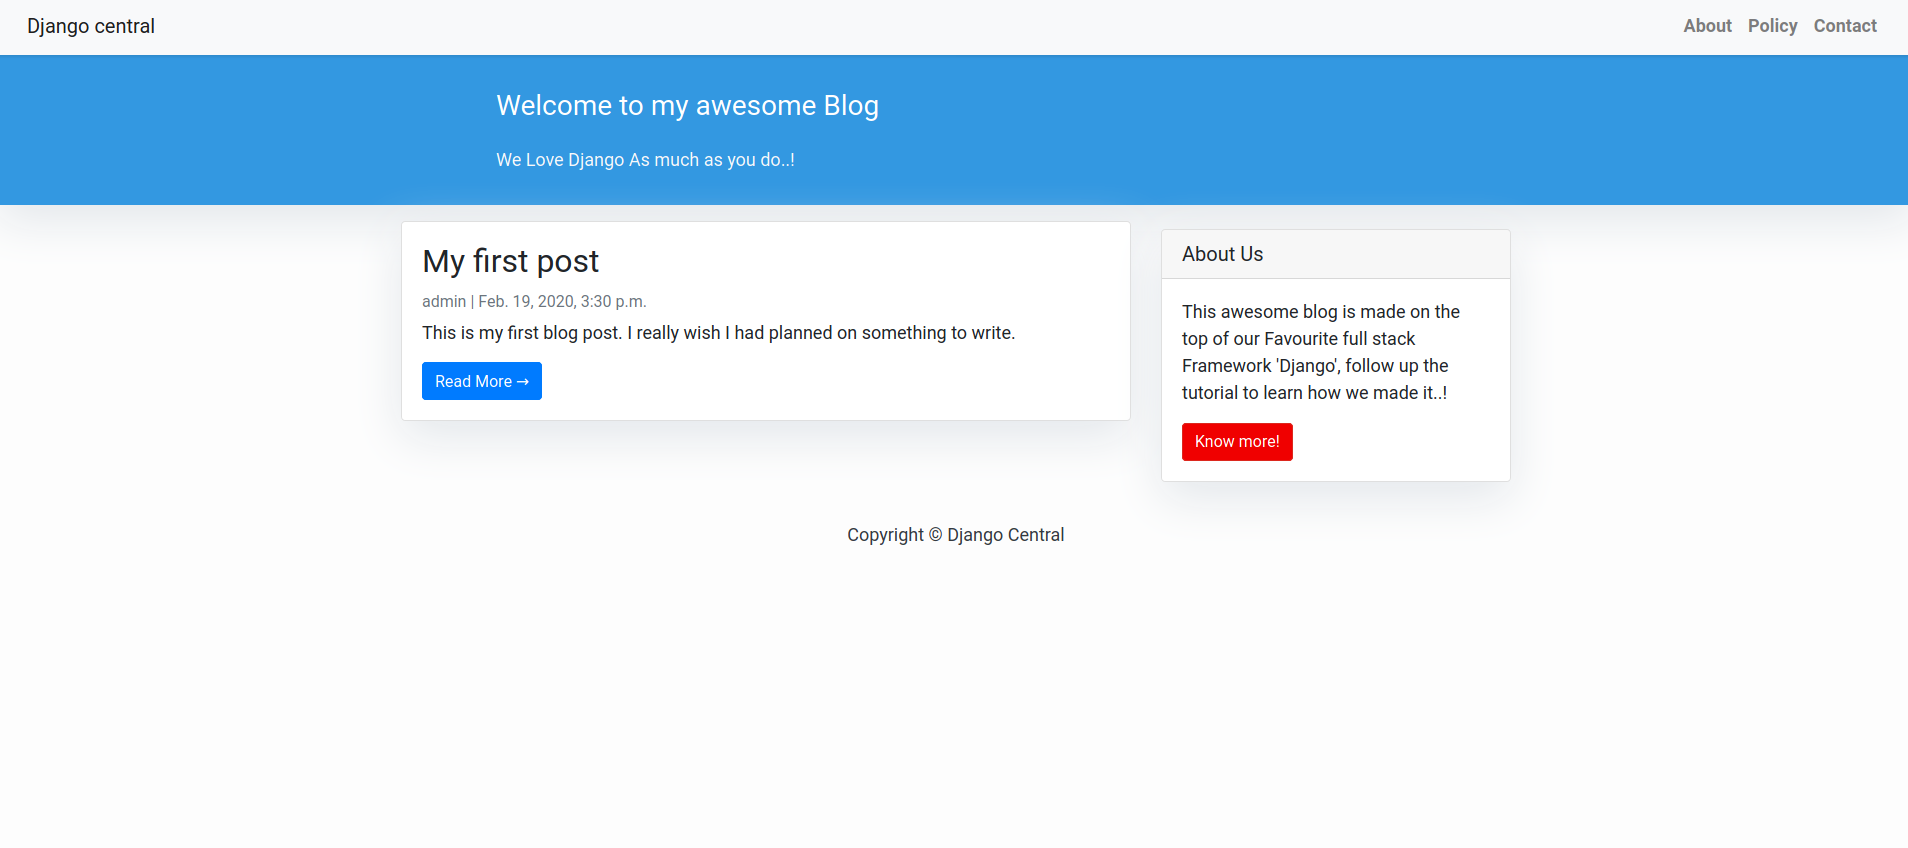 Django central
About Policy Contact
Welcome to my awesome Blog
We Love Django As much as you do..!
My first post
admin | Feb. 19, 2020, 3:30 p.m.
This is my first blog post. I really wish I had planned on something to write.
Read More →
About Us
This awesome blog is made on the
top of our Favourite full stack
Framework 'Django', follow up the
tutorial to learn how we made it..!
Know more!
Copyright © Django Central